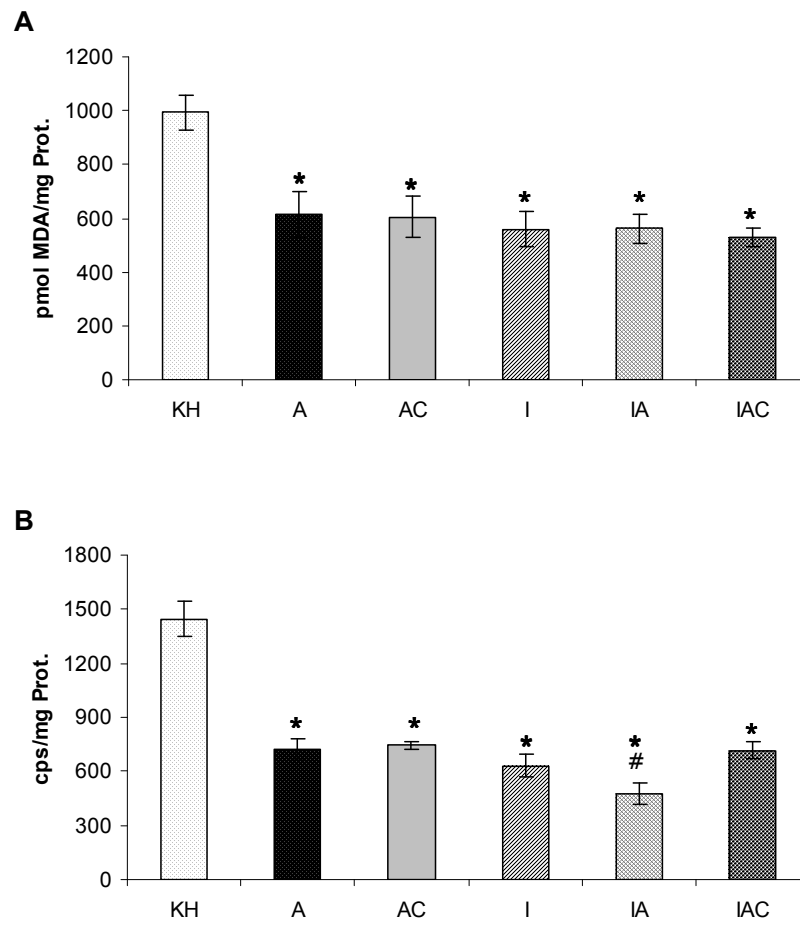 A
1200
1000
800
600
400
200
0
pmol MDA/mg Prot.
* * * * *
KH A AC I IA IAC
B
1800
1500
1200
900
600
300
0
cps/mg Prot.
* * * * *
#
KH A AC I IA IAC